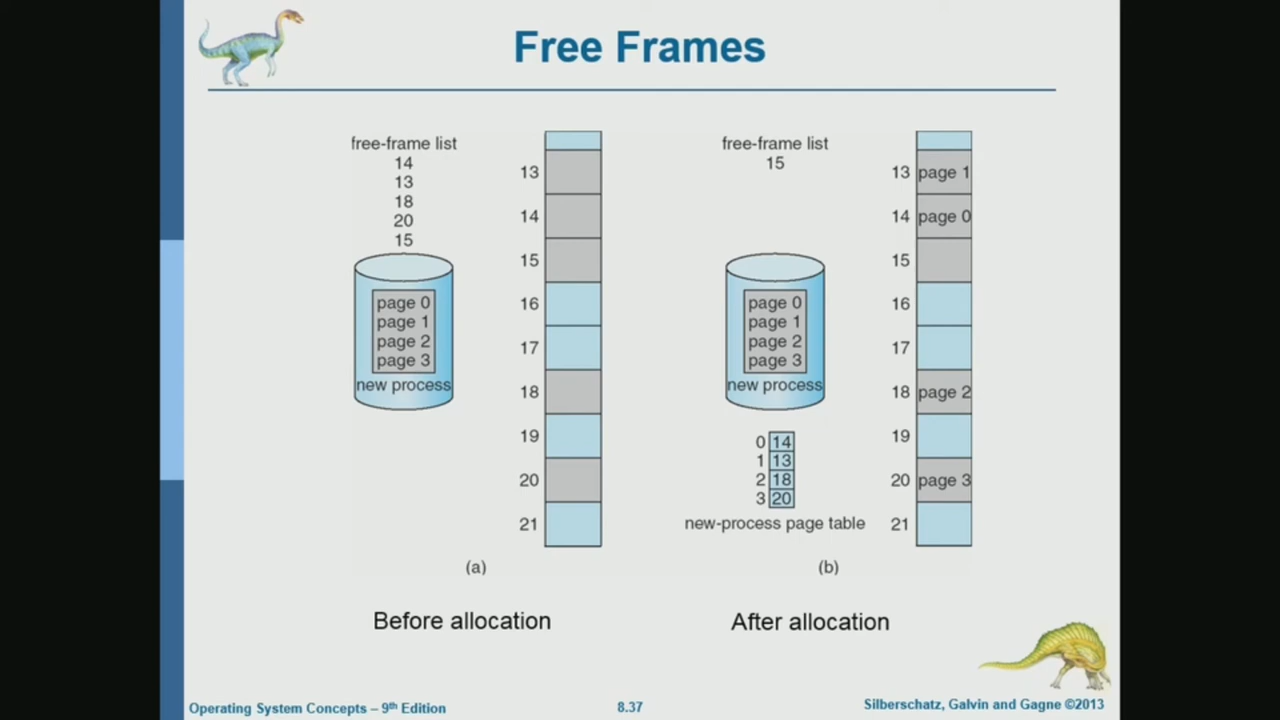 Free Frames
free-frame list
14
13
18
20
15
page 0
page 1
page 2
page 3
new process
13
14
15
16
17
18
19
20
21
(a)
Before allocation
free-frame list
15
page 0
page 1
page 2
page 3
new process
0 14
1 13
2 18
3 20
new-process page table
13 page 1
14 page 0
15
16
17
18 page 2
19
20 page 3
21
(b)
After allocation
Operating System Concepts – 9th Edition
8.37
Silberschatz, Galvin and Gagne ©2013